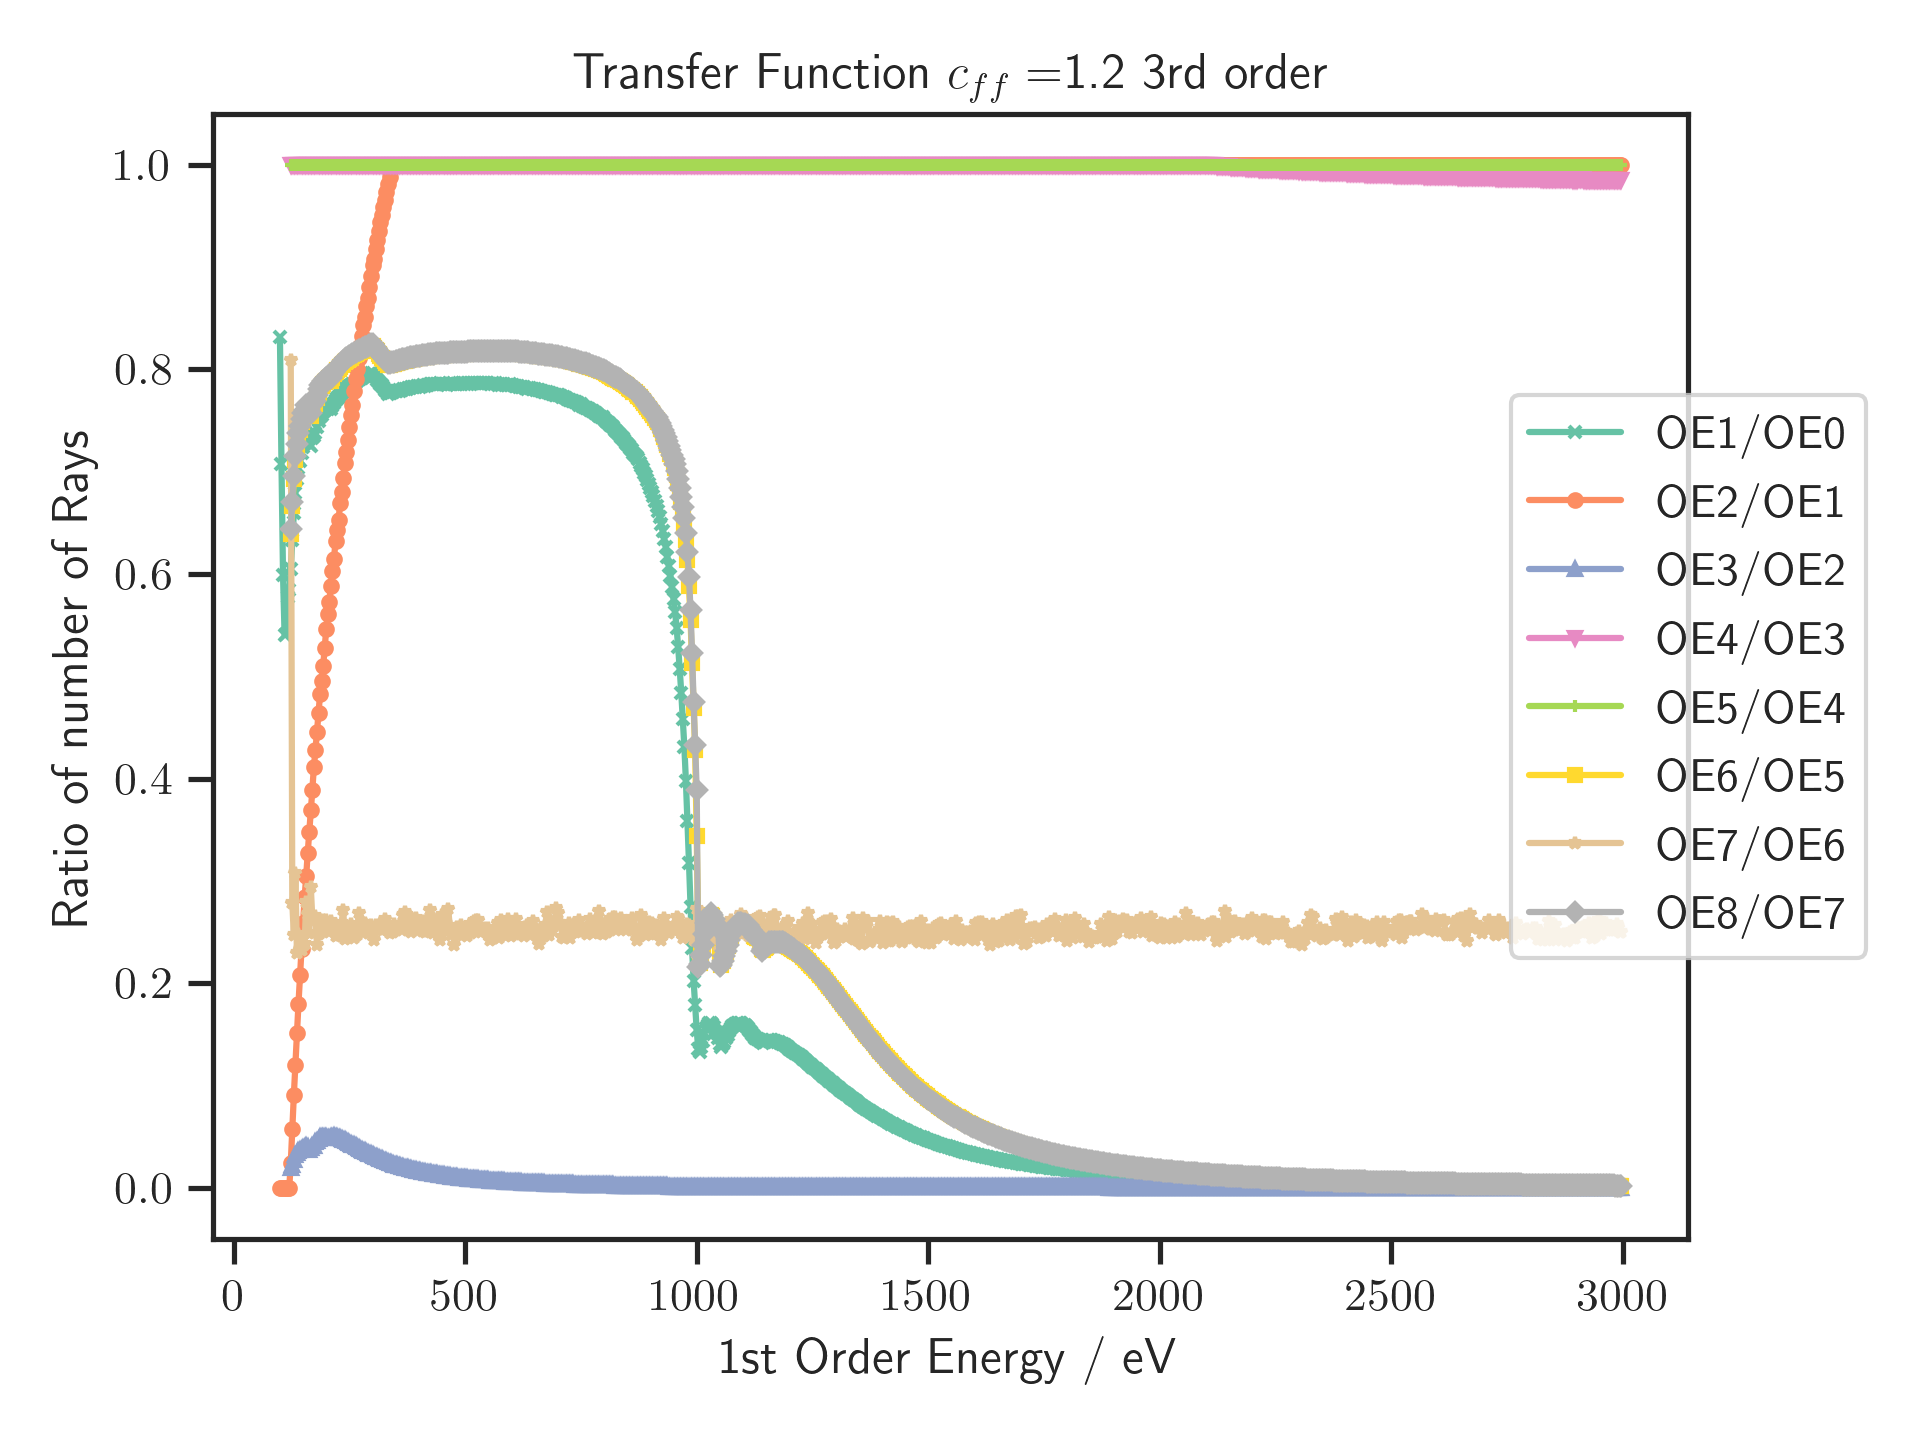 Transfer Function c_ff =1.2 3rd order
Ratio of number of Rays
1.0
0.8
0.6
0.4
0.2
0.0
0 500 1000 1500 2000 2500 3000
1st Order Energy / eV
OE1/OE0
OE2/OE1
OE3/OE2
OE4/OE3
OE5/OE4
OE6/OE5
OE7/OE6
OE8/OE7